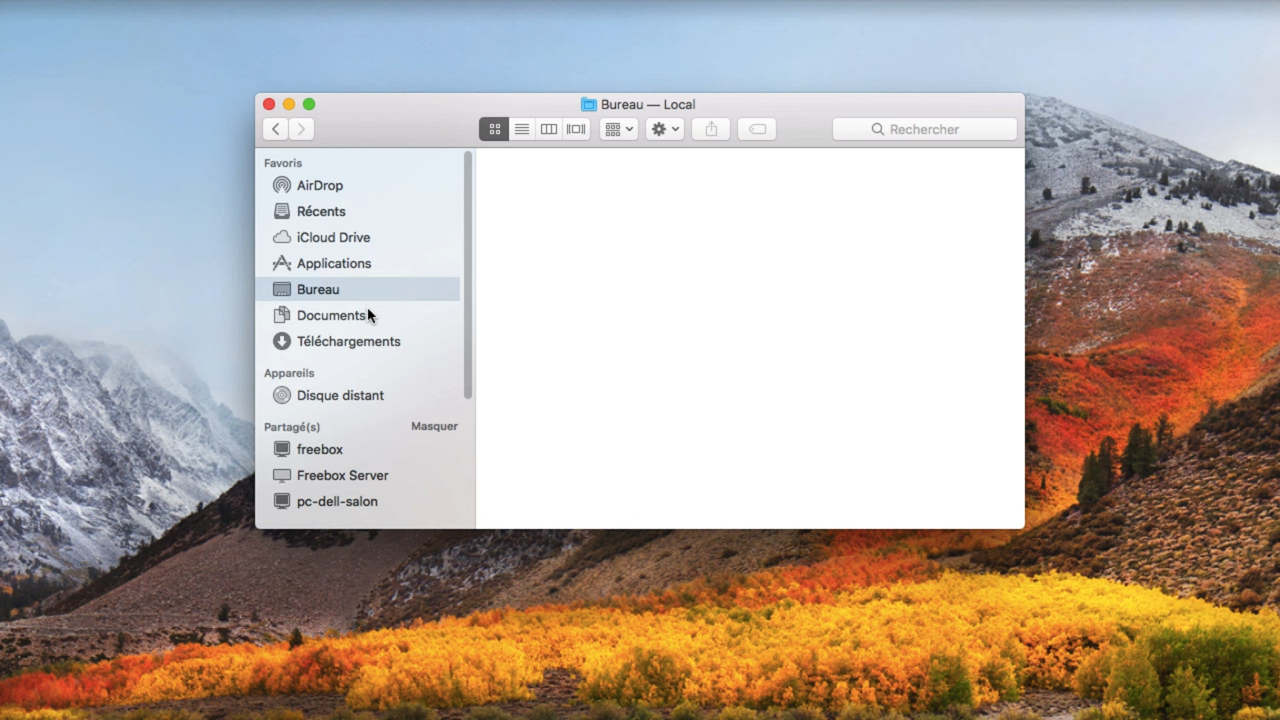 Bureau — Local
Rechercher
Favoris
AirDrop
Récents
iCloud Drive
Applications
Bureau
Documents
Téléchargements
Appareils
Disque distant
Partagé(s) Masquer
freebox
Freebox Server
pc-dell-salon